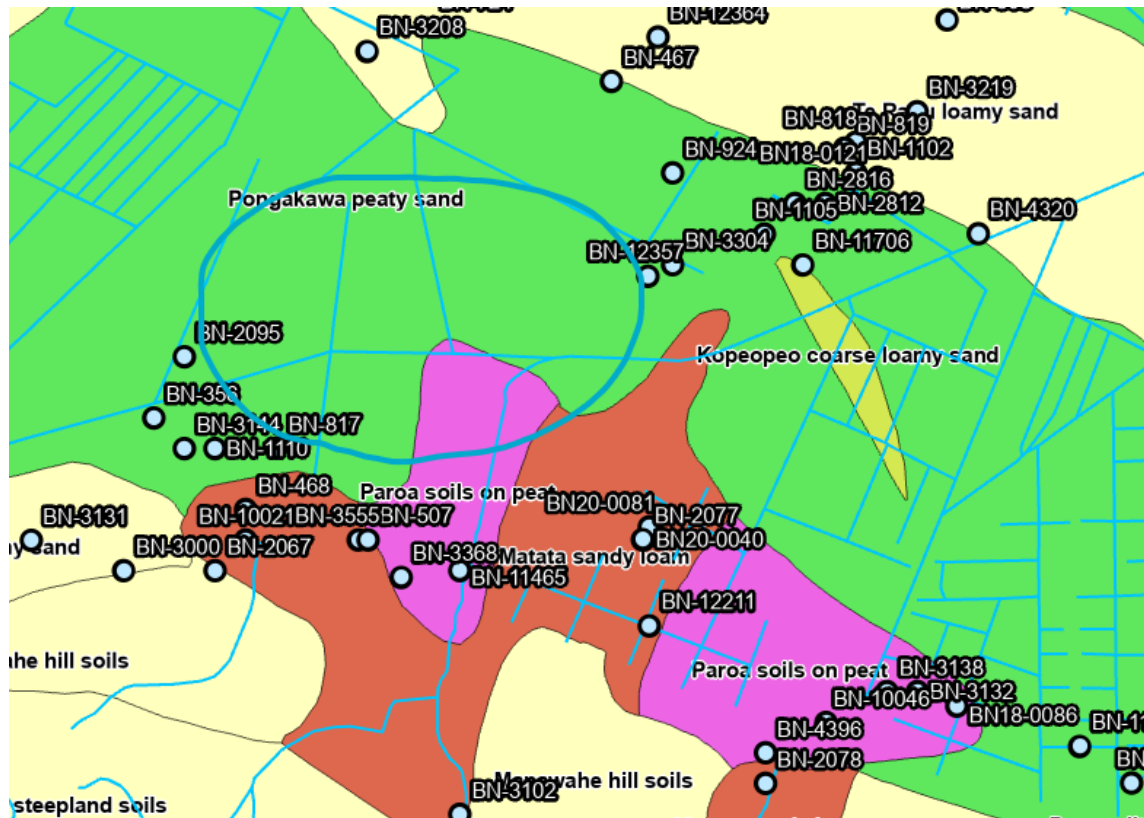 BN-3208
BN-12364
BN-467
BN-3219
loamy sand
BN-818
BN-819
BN-924
BN18-0121
BN-1102
BN-2816
Pongakawa peaty sand
BN-1105
BN-2812
BN-4320
BN-12357
BN-3304
BN-11706
BN-2095
Kopeopeo coarse loamy sand
BN-356
BN-3144
BN-817
BN-1110
BN-468
Paroa soils on peat
BN20-0081
BN-2077
BN-3131
BN-10021
BN-3555
BN-507
sand
BN-3000
BN-2067
BN-3368
Matata sandy loam
BN20-0040
BN-11465
BN-12211
ahe hill soils
Paroa soils on peat
BN-3138
BN-10046
BN-3132
BN18-0086
BN-4396
BN-2078
hill soils
BN-3102
steepland soils